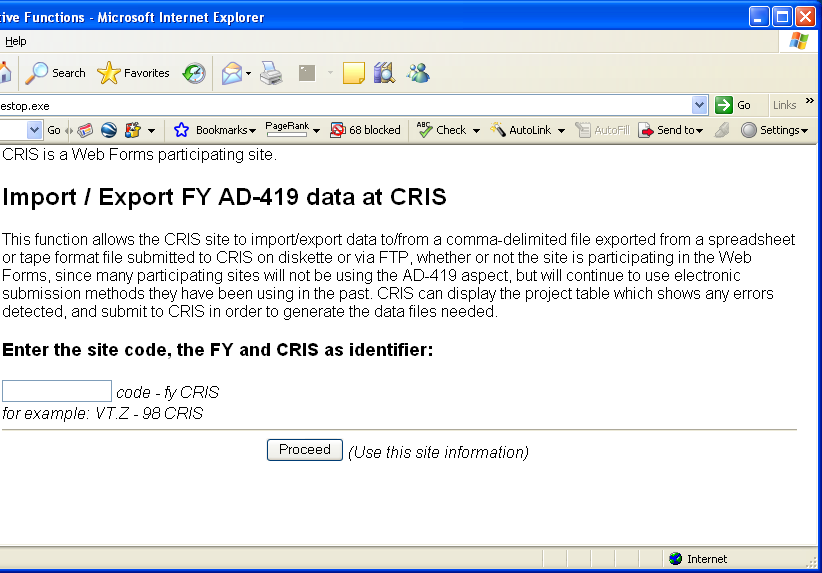 tive Functions - Microsoft Internet Explorer
Help
Search Favorites
estop.exe Go Links »
Go Bookmarks PageRank 68 blocked ABC Check AutoLink AutoFill Send to Settings
CRIS is a Web Forms participating site.
Import / Export FY AD-419 data at CRIS
This function allows the CRIS site to import/export data to/from a comma-delimited file exported from a spreadsheet
or tape format file submitted to CRIS on diskette or via FTP, whether or not the site is participating in the Web
Forms, since many participating sites will not be using the AD-419 aspect, but will continue to use electronic
submission methods they have been using in the past. CRIS can display the project table which shows any errors
detected, and submit to CRIS in order to generate the data files needed.
Enter the site code, the FY and CRIS as identifier:
code - fy CRIS
for example: VT.Z - 98 CRIS
Proceed (Use this site information)
Internet